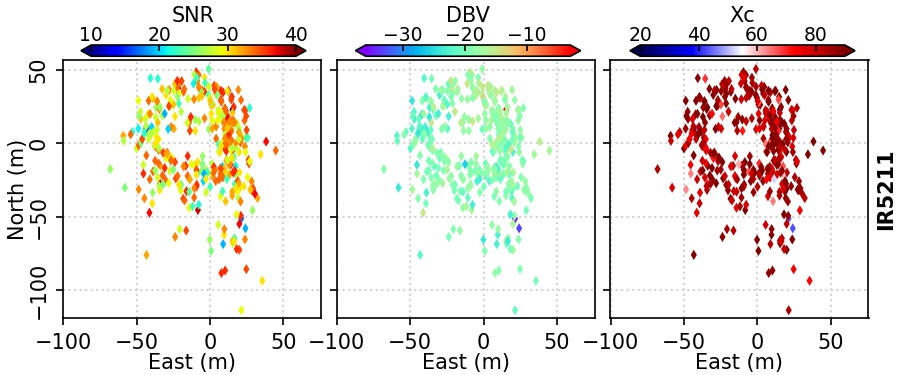 SNR DBV Xc
10 20 30 40 −30 −20 −10 20 40 60 80
50
0
−50
−100
North (m)
IR5211
−100 −50 0 50 −100 −50 0 50 −100 −50 0 50
East (m) East (m) East (m)